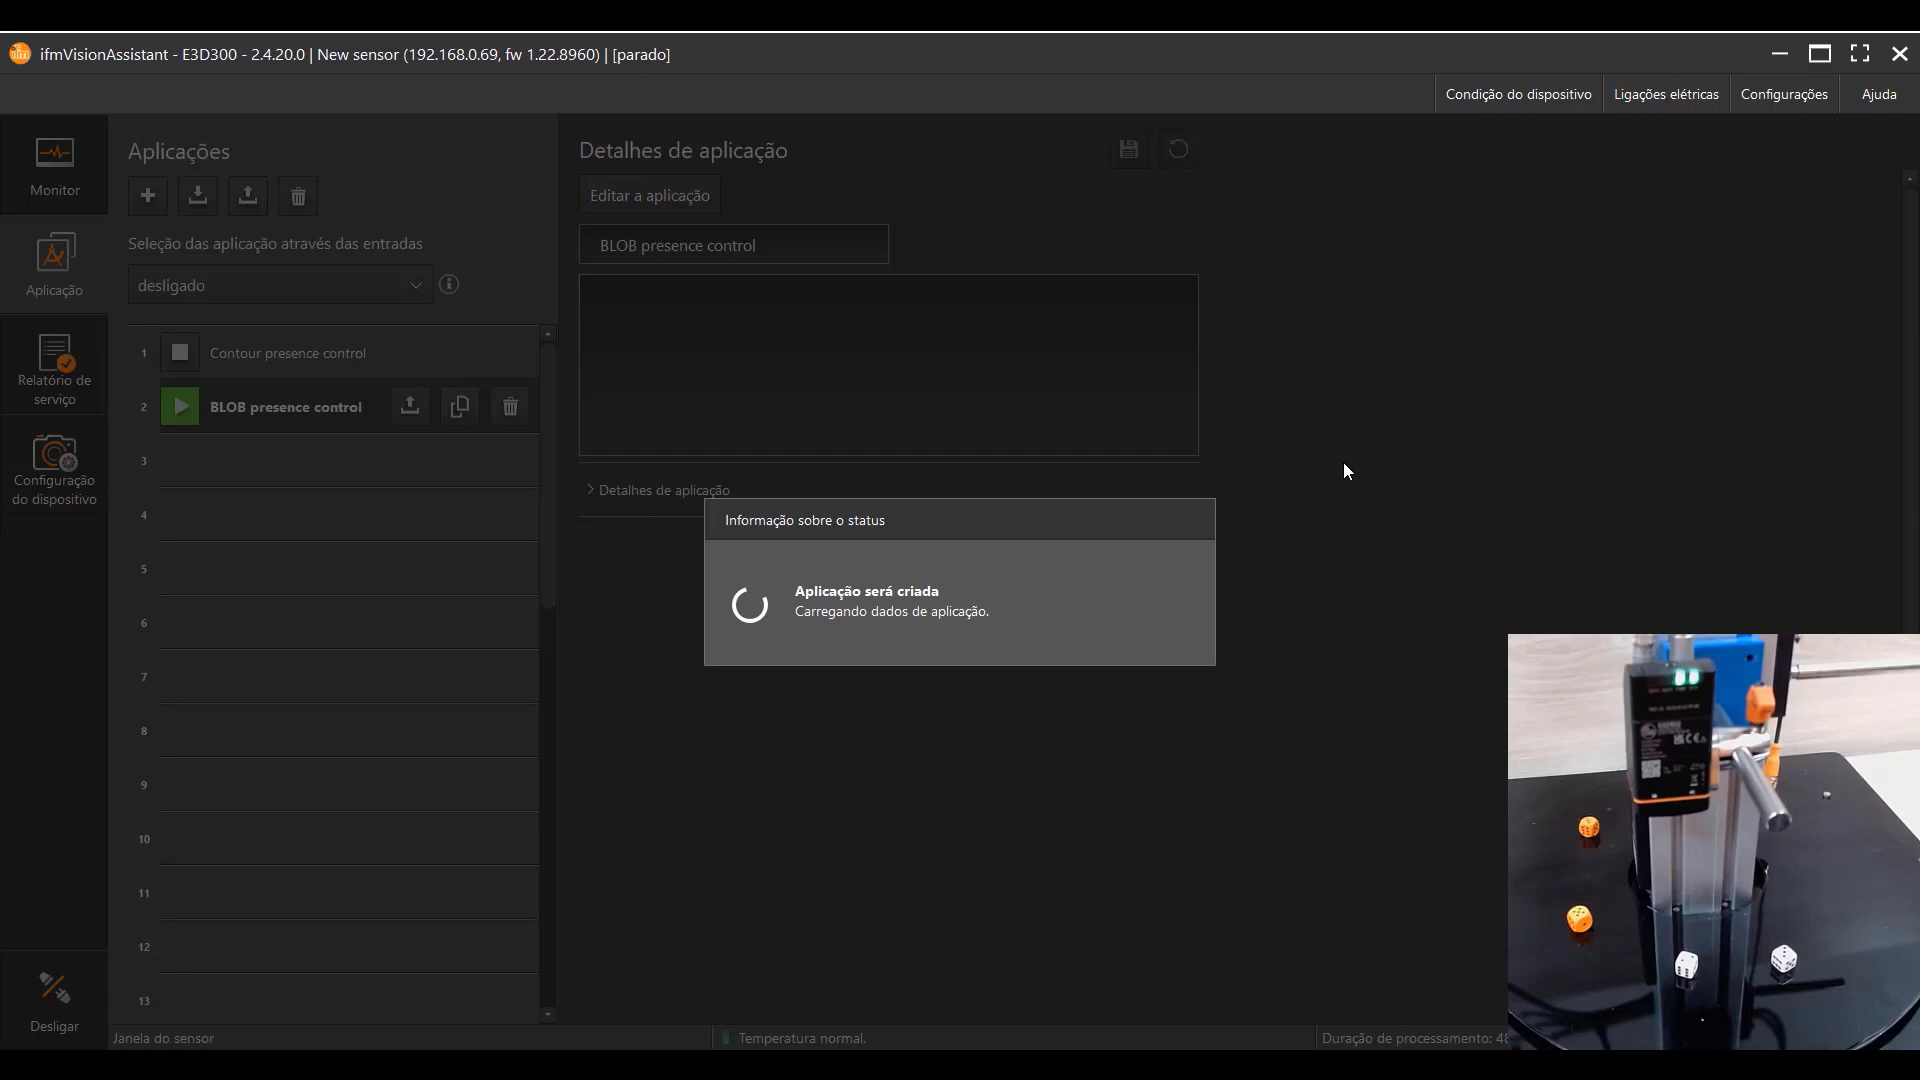 ifmVisionAssistant - E3D300 - 2.4.20.0 | New sensor (192.168.0.69, fw 1.22.8960) | [parado]
Condição do dispositivo
Ligações elétricas
Configurações
Ajuda
Monitor
Aplicação
Relatório de
serviço
Configuração
do dispositivo
Desligar
Aplicações
Seleção das aplicação através das entradas
desligado
1 Contour presence control
2 BLOB presence control
3
4
5
6
7
8
9
10
11
12
13
Detalhes de aplicação
Editar a aplicação
BLOB presence control
Detalhes de aplicação
Informação sobre o status
Aplicação será criada
Carregando dados de aplicação.
Janela do sensor
Temperatura normal.
Duração de processamento: